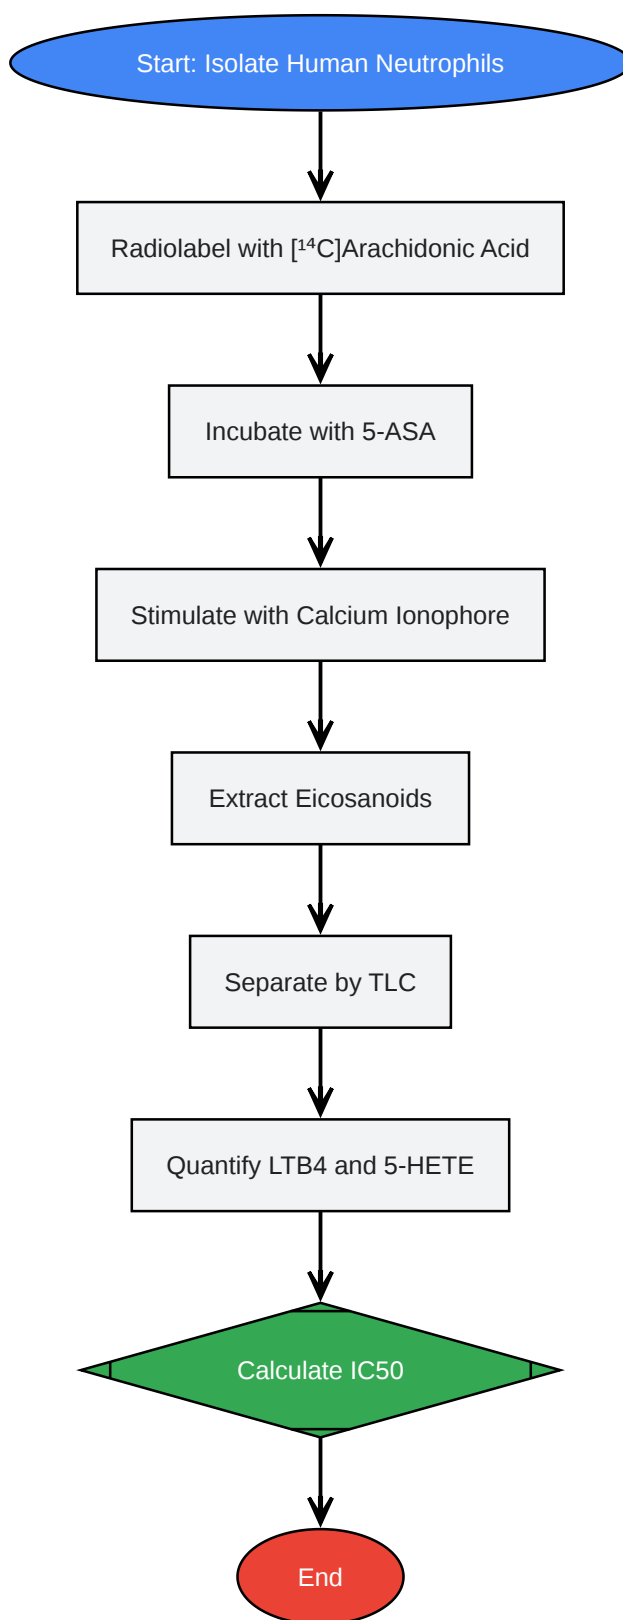 Start: Isolate Human Neutrophils
Radiolabel with [¹⁴C]Arachidonic Acid
Incubate with 5-ASA
Stimulate with Calcium Ionophore
Extract Eicosanoids
Separate by TLC
Quantify LTB4 and 5-HETE
Calculate IC50
End